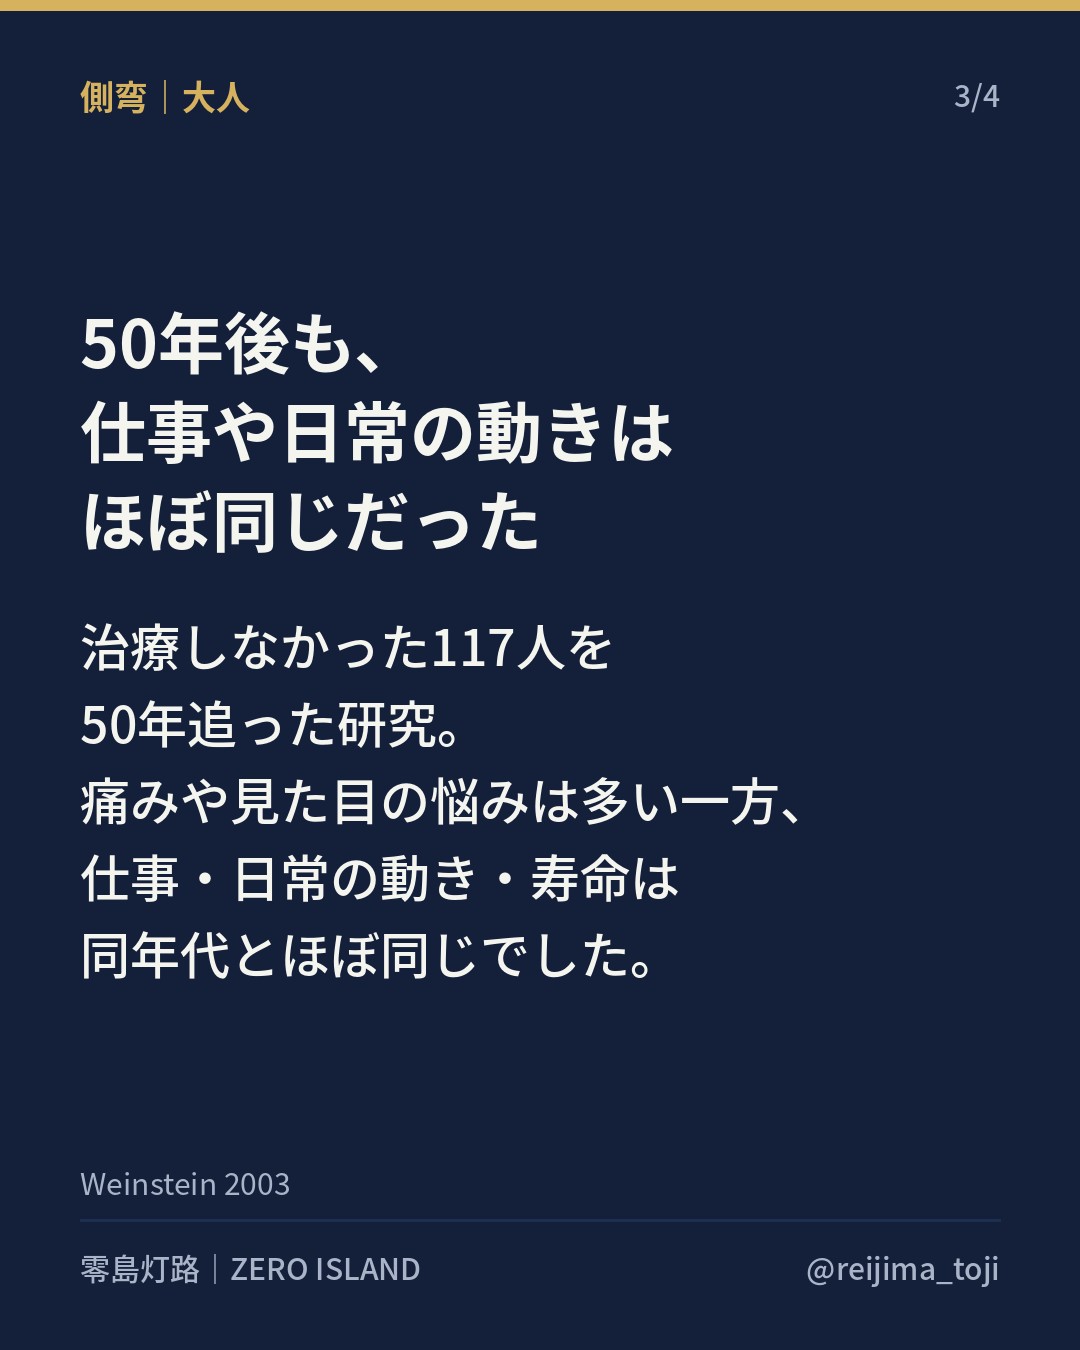 側弯｜大人
3/4
50年後も、
仕事や日常の動きは
ほぼ同じだった
治療しなかった117人を
50年追った研究。
痛みや見た目の悩みは多い一方、
仕事・日常の動き・寿命は
同年代とほぼ同じでした。
Weinstein 2003
零島灯路｜ZERO ISLAND
@reijima_toji